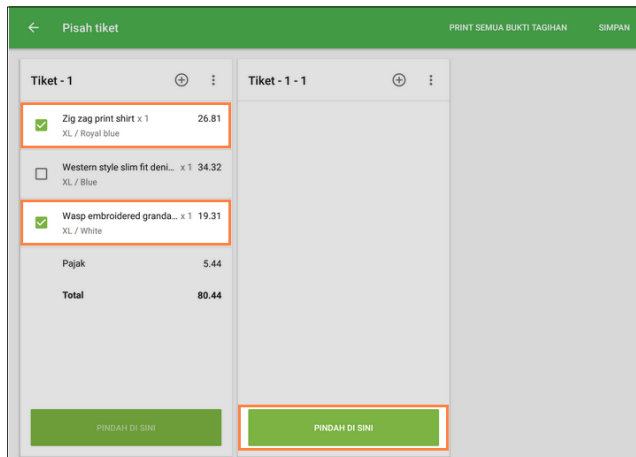 Pisah tiket
PRINT SEMUA BUKTI TAGIHAN
SIMPAN
Tiket - 1
Zig zag print shirt x 1 26.81
XL / Royal blue
Western style slim fit deni... x 1 34.32
XL / Blue
Wasp embroidered granda... x 1 19.31
XL / White
Pajak 5.44
Total 80.44
PINDAH DI SINI
Tiket - 1 - 1
PINDAH DI SINI